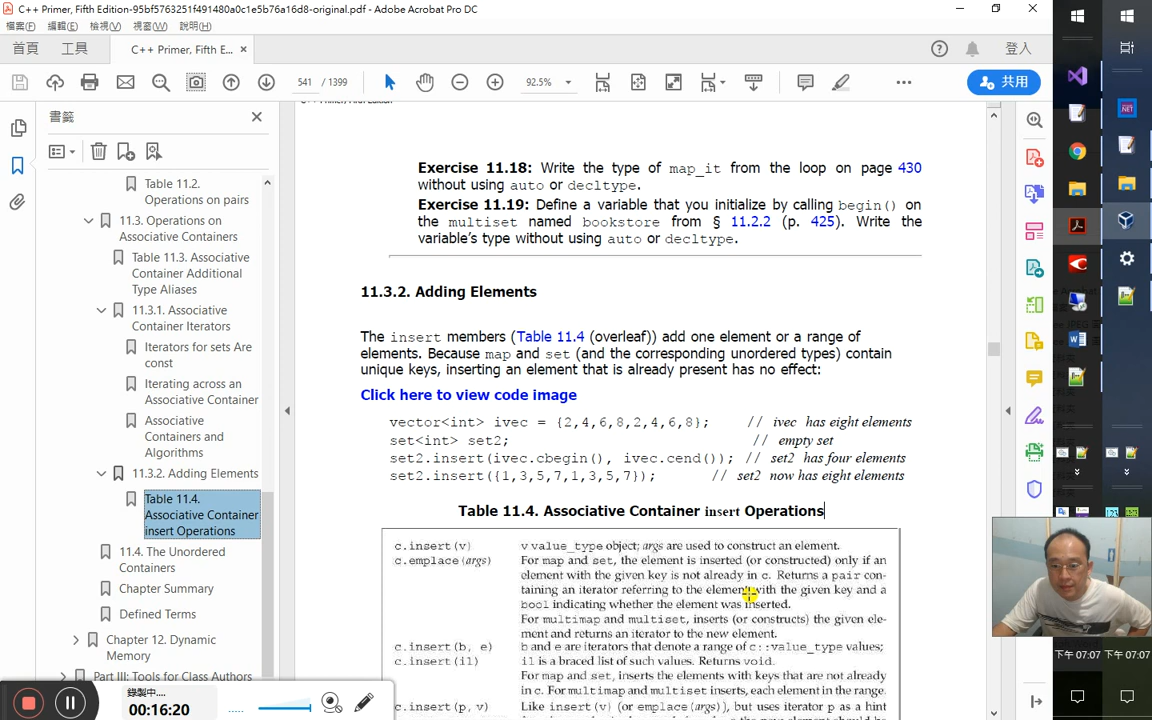 C++ Primer, Fifth Edition-95bf5763251f491480a0c1e5b76a16d8-original.pdf - Adobe Acrobat Pro DC
檔案(F) 編輯(E) 檢視(V) 視窗(W) 說明(H)
首頁 工具 C++ Primer, Fifth E... × 登入
541 / 1399 92.5% 共用
書籤
Table 11.2.
Operations on pairs
11.3. Operations on
Associative Containers
Table 11.3. Associative
Container Additional
Type Aliases
11.3.1. Associative
Container Iterators
Iterators for sets Are
const
Iterating across an
Associative Container
Associative
Containers and
Algorithms
11.3.2. Adding Elements
Table 11.4.
Associative Container
insert Operations
11.4. The Unordered
Containers
Chapter Summary
Defined Terms
Chapter 12. Dynamic
Memory
Part III: Tools for Class Authors
C++ Primer, Fifth Edition
Exercise 11.18: Write the type of map_it from the loop on page 430
without using auto or decltype.
Exercise 11.19: Define a variable that you initialize by calling begin() on
the multiset named bookstore from § 11.2.2 (p. 425). Write the
variable's type without using auto or decltype.
11.3.2. Adding Elements
The insert members (Table 11.4 (overleaf)) add one element or a range of
elements. Because map and set (and the corresponding unordered types) contain
unique keys, inserting an element that is already present has no effect:
Click here to view code image
vector<int> ivec = {2,4,6,8,2,4,6,8}; // ivec has eight elements
set<int> set2; // empty set
set2.insert(ivec.cbegin(), ivec.cend()); // set2 has four elements
set2.insert({1,3,5,7,1,3,5,7}); // set2 now has eight elements
Table 11.4. Associative Container insert Operations
c.insert(v) v value_type object; args are used to construct an element.
c.emplace(args) For map and set, the element is inserted (or constructed) only if an
element with the given key is not already in c. Returns a pair con-
taining an iterator referring to the element with the given key and a
bool indicating whether the element was inserted.
For multimap and multiset, inserts (or constructs) the given ele-
ment and returns an iterator to the new element.
c.insert(b, e) b and e are iterators that denote a range of c::value_type values;
c.insert(il) il is a braced list of such values. Returns void.
For map and set, inserts the elements with keys that are not already
in c. For multimap and multiset inserts, each element in the range.
c.insert(p, v) Like insert(v) (or emplace(args)), but uses iterator p as a hint
錄製中....
00:16:20
下午 07:07 下午 07:07